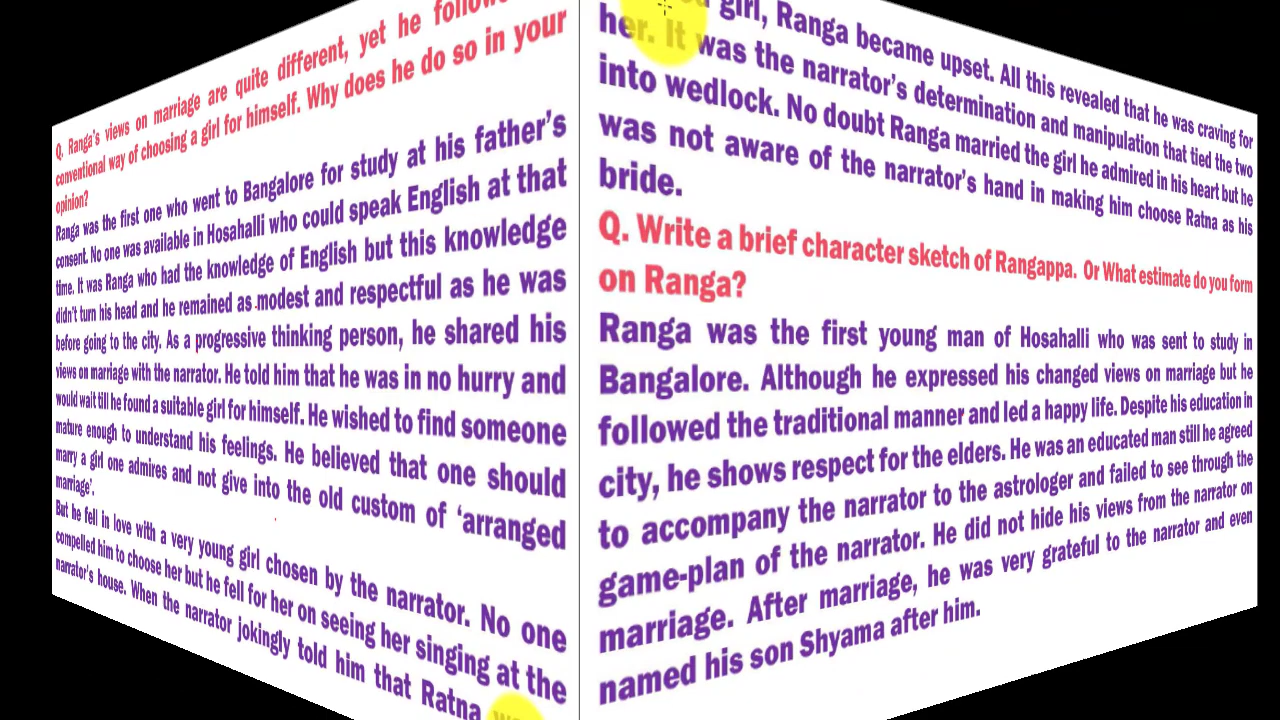 Q. Ranga's views on marriage are quite different, yet he
conventional way of choosing a girl for himself. Why does he do so in your
opinion?
Ranga was the first one who went to Bangalore for study at his father's
consent. No one was available in Hosahalli who could speak English at that
time. It was Ranga who had the knowledge of English but this knowledge
didn't turn his head and he remained as modest and respectful as he was
before going to the city. As a progressive thinking person, he shared his
views on marriage with the narrator. He told him that he was in no hurry and
would wait till he found a suitable girl for himself. He wished to find someone
mature enough to understand his feelings. He believed that one should
marry a girl one admires and not give into the old custom of 'arranged
marriage'.
But he fell in love with a very young girl chosen by the narrator. No one
compelled him to choose her but he fell for her on seeing her singing at the
narrator's house. When the narrator jokingly told him that Ratna
girl, Ranga became upset. All this revealed that he was craving for
her. It was the narrator's determination and manipulation that tied the two
into wedlock. No doubt Ranga married the girl he admired in his heart but he
was not aware of the narrator's hand in making him choose Ratna as his
bride.
Q. Write a brief character sketch of Rangappa. Or What estimate do you form
on Ranga?
Ranga was the first young man of Hosahalli who was sent to study in
Bangalore. Although he expressed his changed views on marriage but he
followed the traditional manner and led a happy life. Despite his education in
city, he shows respect for the elders. He was an educated man still he agreed
to accompany the narrator to the astrologer and failed to see through the
game-plan of the narrator. He did not hide his views from the narrator on
marriage. After marriage, he was very grateful to the narrator and even
named his son Shyama after him.